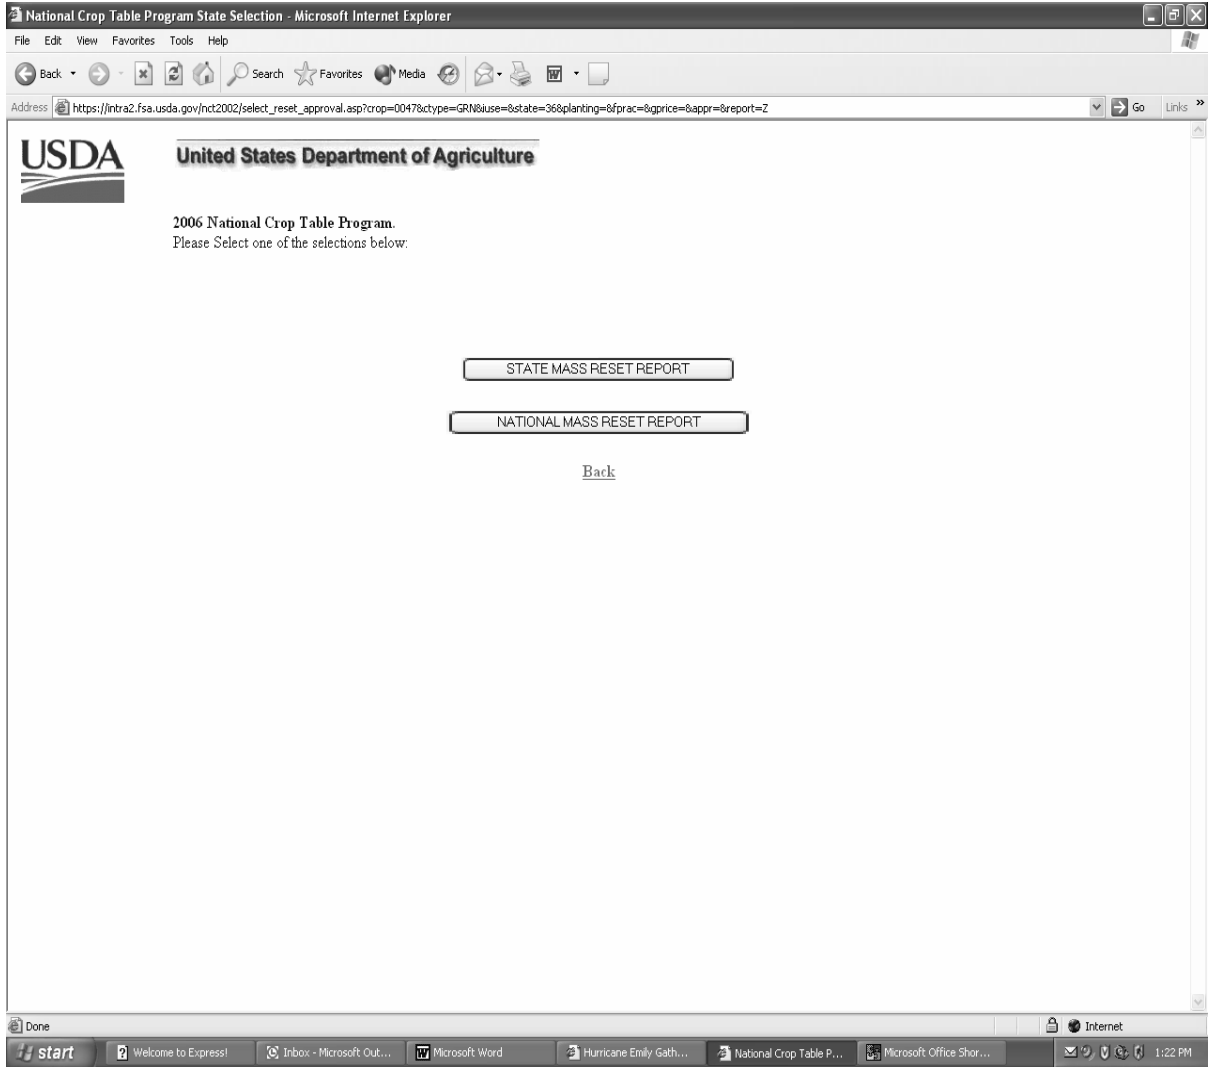 National Crop Table Program State Selection - Microsoft Internet Explorer
File Edit View Favorites Tools Help
Back Search Favorites Media
Address https://intra2.fsa.usda.gov/nct2002/select_reset_approval.asp?crop=0047&ctype=GRN&iuse=&state=36&planting=&fprac=&gprice=&appr=&report=Z Go Links »
USDA United States Department of Agriculture
2006 National Crop Table Program.
Please Select one of the selections below:
STATE MASS RESET REPORT
NATIONAL MASS RESET REPORT
Back
Done Internet
start Welcome to Express! Inbox - Microsoft Out... Microsoft Word Hurricane Emily Gath... National Crop Table P... Microsoft Office Shor... 1:22 PM